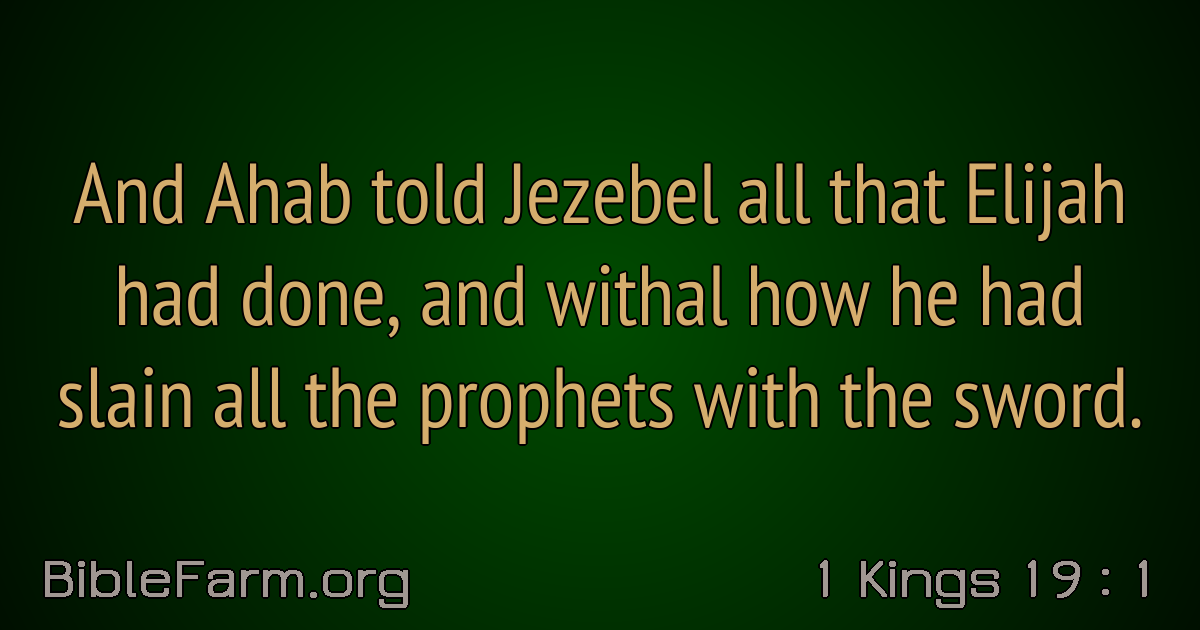 And Ahab told Jezebel all that Elijah
had done, and withal how he had
slain all the prophets with the sword.
BibleFarm.org
1 Kings 19 : 1